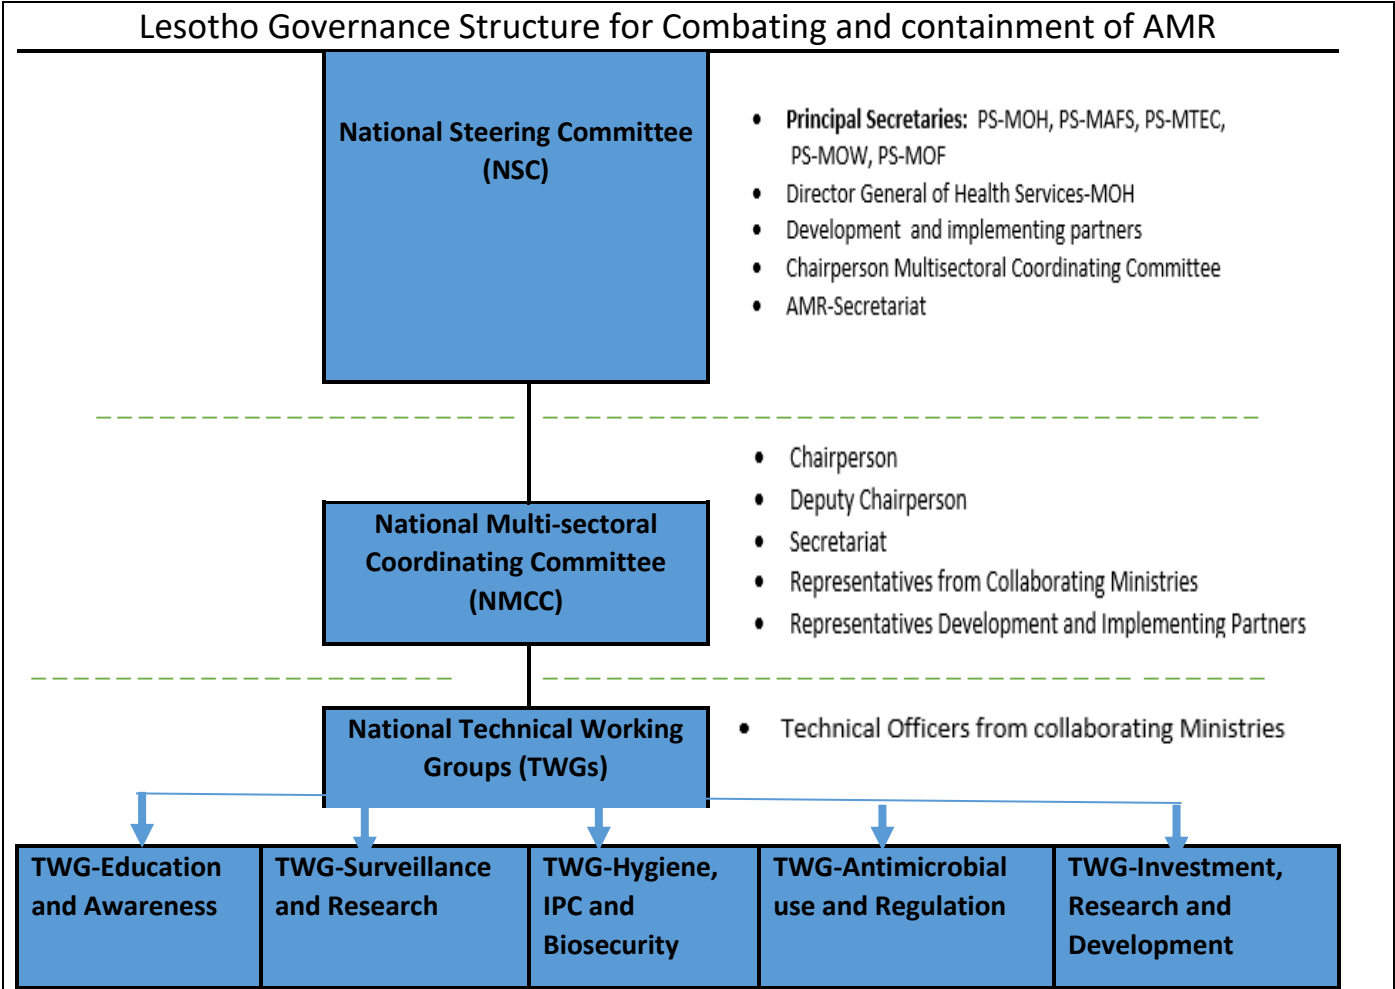 Lesotho Governance Structure for Combating and containment of AMR
National Steering Committee
(NSC)
• Principal Secretaries: PS-MOH, PS-MAFS, PS-MTEC,
PS-MOW, PS-MOF
• Director General of Health Services-MOH
• Development and implementing partners
• Chairperson Multisectoral Coordinating Committee
• AMR-Secretariat
National Multi-sectoral
Coordinating Committee
(NMCC)
• Chairperson
• Deputy Chairperson
• Secretariat
• Representatives from Collaborating Ministries
• Representatives Development and Implementing Partners
National Technical Working
Groups (TWGs)
• Technical Officers from collaborating Ministries
TWG-Education
and Awareness
TWG-Surveillance
and Research
TWG-Hygiene,
IPC and
Biosecurity
TWG-Antimicrobial
use and Regulation
TWG-Investment,
Research and
Development